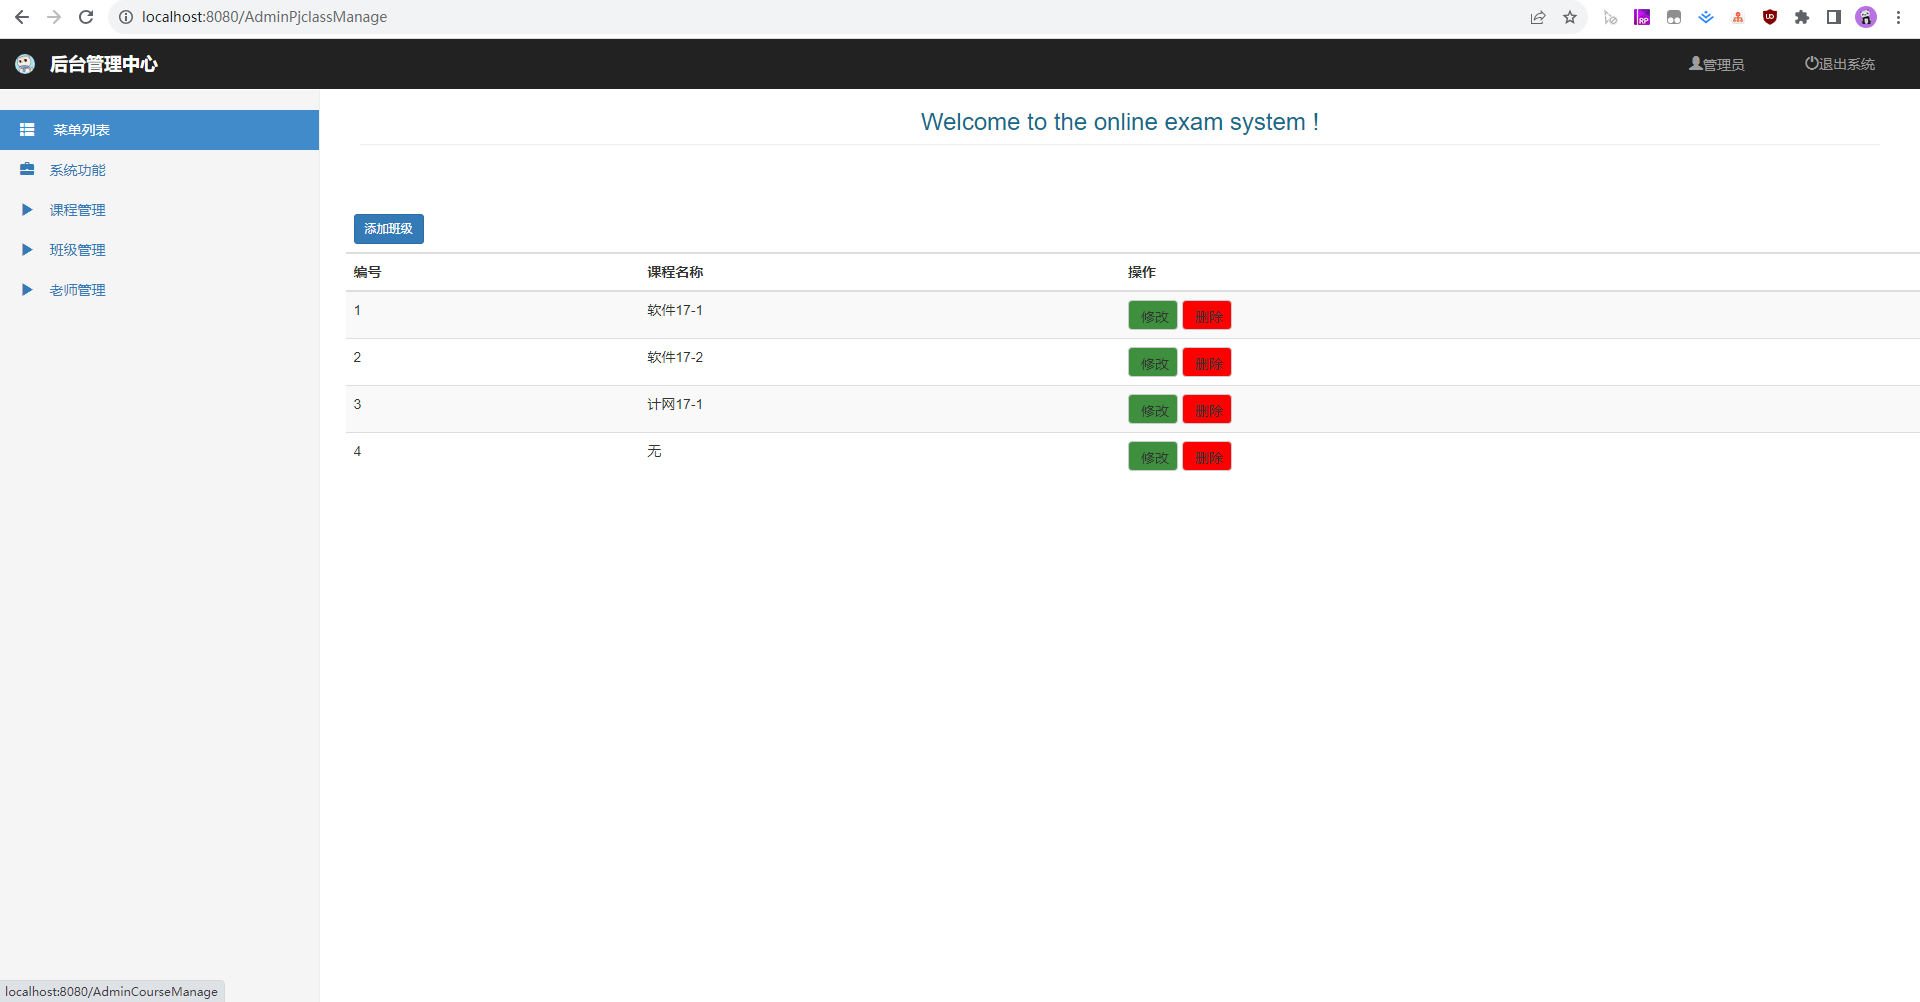 localhost:8080/AdminPjclassManage
后台管理中心
管理员
退出系统
菜单列表
系统功能
课程管理
班级管理
老师管理
Welcome to the online exam system !
添加班级
编号 课程名称 操作
1 软件17-1 修改 删除
2 软件17-2 修改 删除
3 计网17-1 修改 删除
4 无 修改 删除
localhost:8080/AdminCourseManage